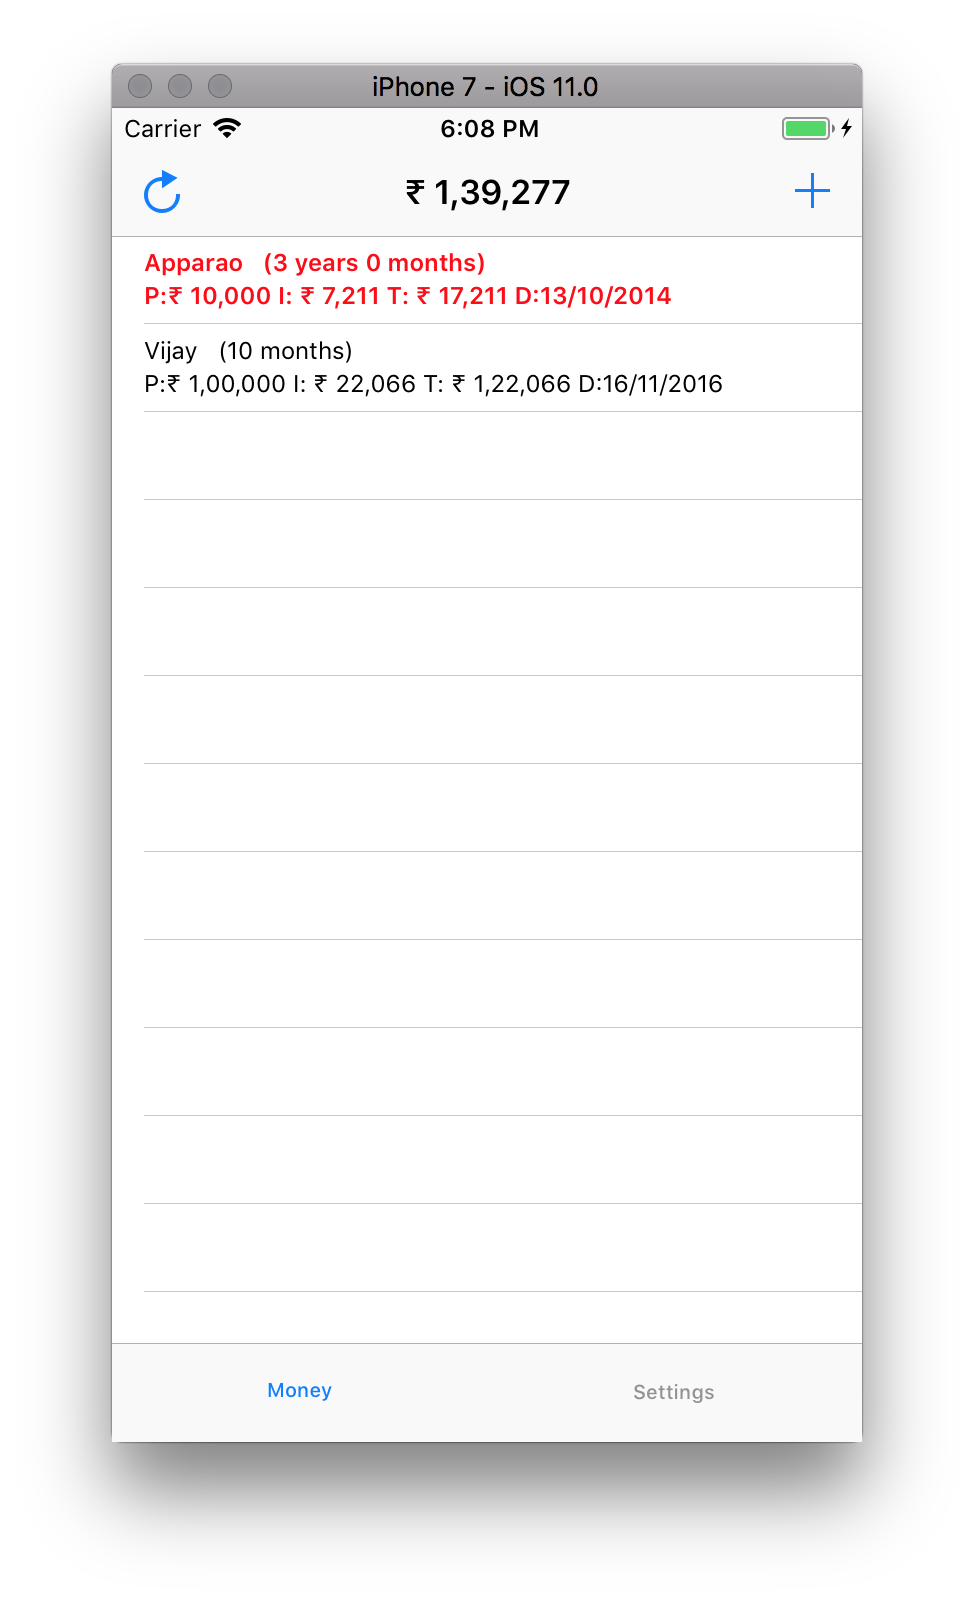 iPhone 7 - iOS 11.0
Carrier 6:08 PM
₹ 1,39,277
Apparao (3 years 0 months)
P:₹ 10,000 I: ₹ 7,211 T: ₹ 17,211 D:13/10/2014
Vijay (10 months)
P:₹ 1,00,000 I: ₹ 22,066 T: ₹ 1,22,066 D:16/11/2016
Money Settings